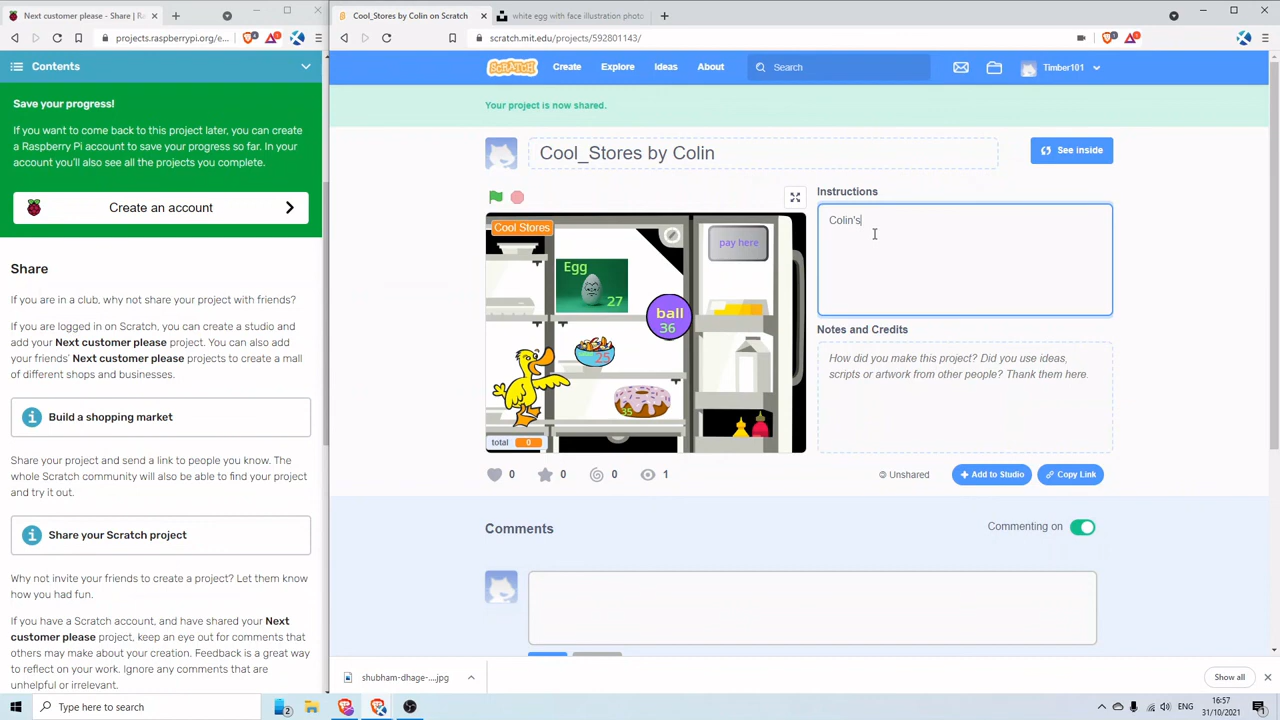 Next customer please - Share | Ra
projects.raspberrypi.org/e...
Contents
Save your progress!
If you want to come back to this project later, you can create
a Raspberry Pi account to save your progress so far. In your
account you'll also see all the projects you complete.
Create an account
Share
If you are in a club, why not share your project with friends?
If you are logged in on Scratch, you can create a studio and
add your Next customer please project. You can also add
your friends' Next customer please projects to create a mall
of different shops and businesses.
Build a shopping market
Share your project and send a link to people you know. The
whole Scratch community will also be able to find your project
and try it out.
Share your Scratch project
Why not invite your friends to create a project? Let them know
how you had fun.
If you have a Scratch account, and have shared your Next
customer please project, keep an eye out for comments that
others may make about your creation. Feedback is a great way
to reflect on your work. Ignore any comments that are
unhelpful or irrelevant.
Cool_Stores by Colin on Scratch
white egg with face illustration photo
scratch.mit.edu/projects/592801143/
SCRATCH
Create
Explore
Ideas
About
Search
Timber101
Your project is now shared.
Cool_Stores by Colin
See inside
Cool Stores
pay here
Egg
27
ball
36
25
35
total 0
Instructions
Colin's
Notes and Credits
How did you make this project? Did you use ideas,
scripts or artwork from other people? Thank them here.
0
0
0
1
Unshared
Add to Studio
Copy Link
Comments
Commenting on
shubham-dhage-....jpg
Show all
Type here to search
2
ENG
16:57
31/10/2021